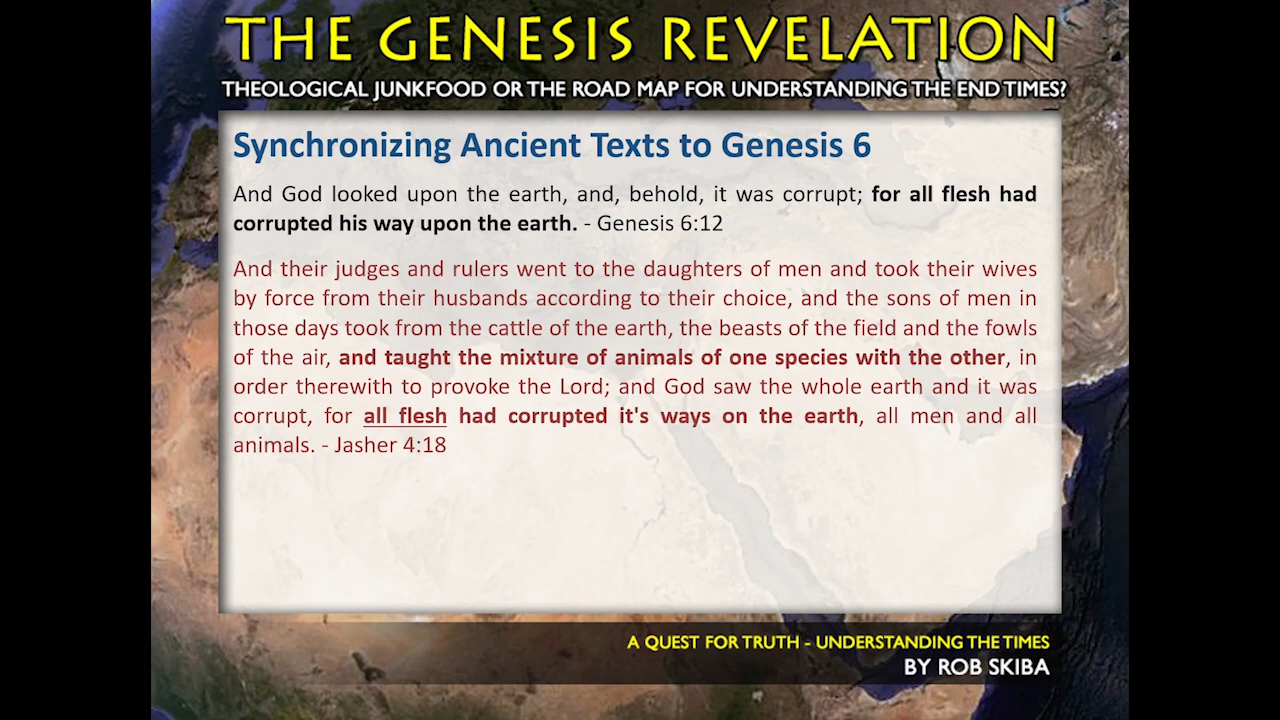 THE GENESIS REVELATION
THEOLOGICAL JUNKFOOD OR THE ROAD MAP FOR UNDERSTANDING THE END TIMES?
Synchronizing Ancient Texts to Genesis 6
And God looked upon the earth, and, behold, it was corrupt; for all flesh had
corrupted his way upon the earth. - Genesis 6:12
And their judges and rulers went to the daughters of men and took their wives
by force from their husbands according to their choice, and the sons of men in
those days took from the cattle of the earth, the beasts of the field and the fowls
of the air, and taught the mixture of animals of one species with the other, in
order therewith to provoke the Lord; and God saw the whole earth and it was
corrupt, for all flesh had corrupted it's ways on the earth, all men and all
animals. - Jasher 4:18
A QUEST FOR TRUTH - UNDERSTANDING THE TIMES
BY ROB SKIBA